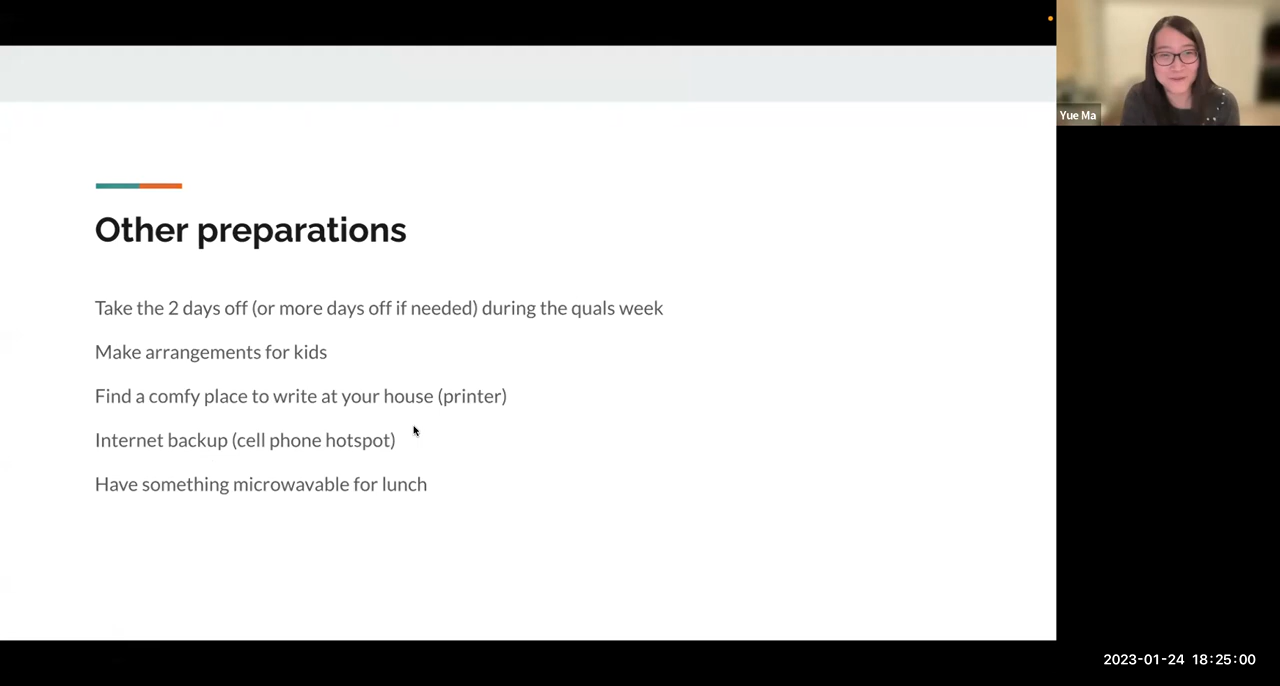 Yue Ma
Other preparations
Take the 2 days off (or more days off if needed) during the quals week
Make arrangements for kids
Find a comfy place to write at your house (printer)
Internet backup (cell phone hotspot)
Have something microwavable for lunch
2023-01-24 18:25:00